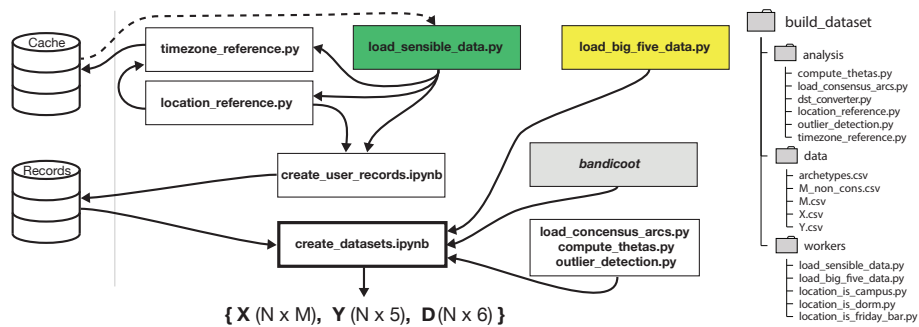 Cache
timezone_reference.py
load_sensible_data.py
load_big_five_data.py
location_reference.py
Records
create_user_records.ipynb
bandicoot
create_datasets.ipynb
load_concensus_arcs.py
compute_thetas.py
outlier_detection.py
{ X (N x M), Y (N x 5), D(N x 6) }
build_dataset
analysis
compute_thetas.py
load_consensus_arcs.py
dst_converter.py
location_reference.py
outlier_detection.py
timezone_reference.py
data
archetypes.csv
M_non_cons.csv
M.csv
X.csv
Y.csv
workers
load_sensible_data.py
load_big_five_data.py
location_is_campus.py
location_is_dorm.py
location_is_friday_bar.py